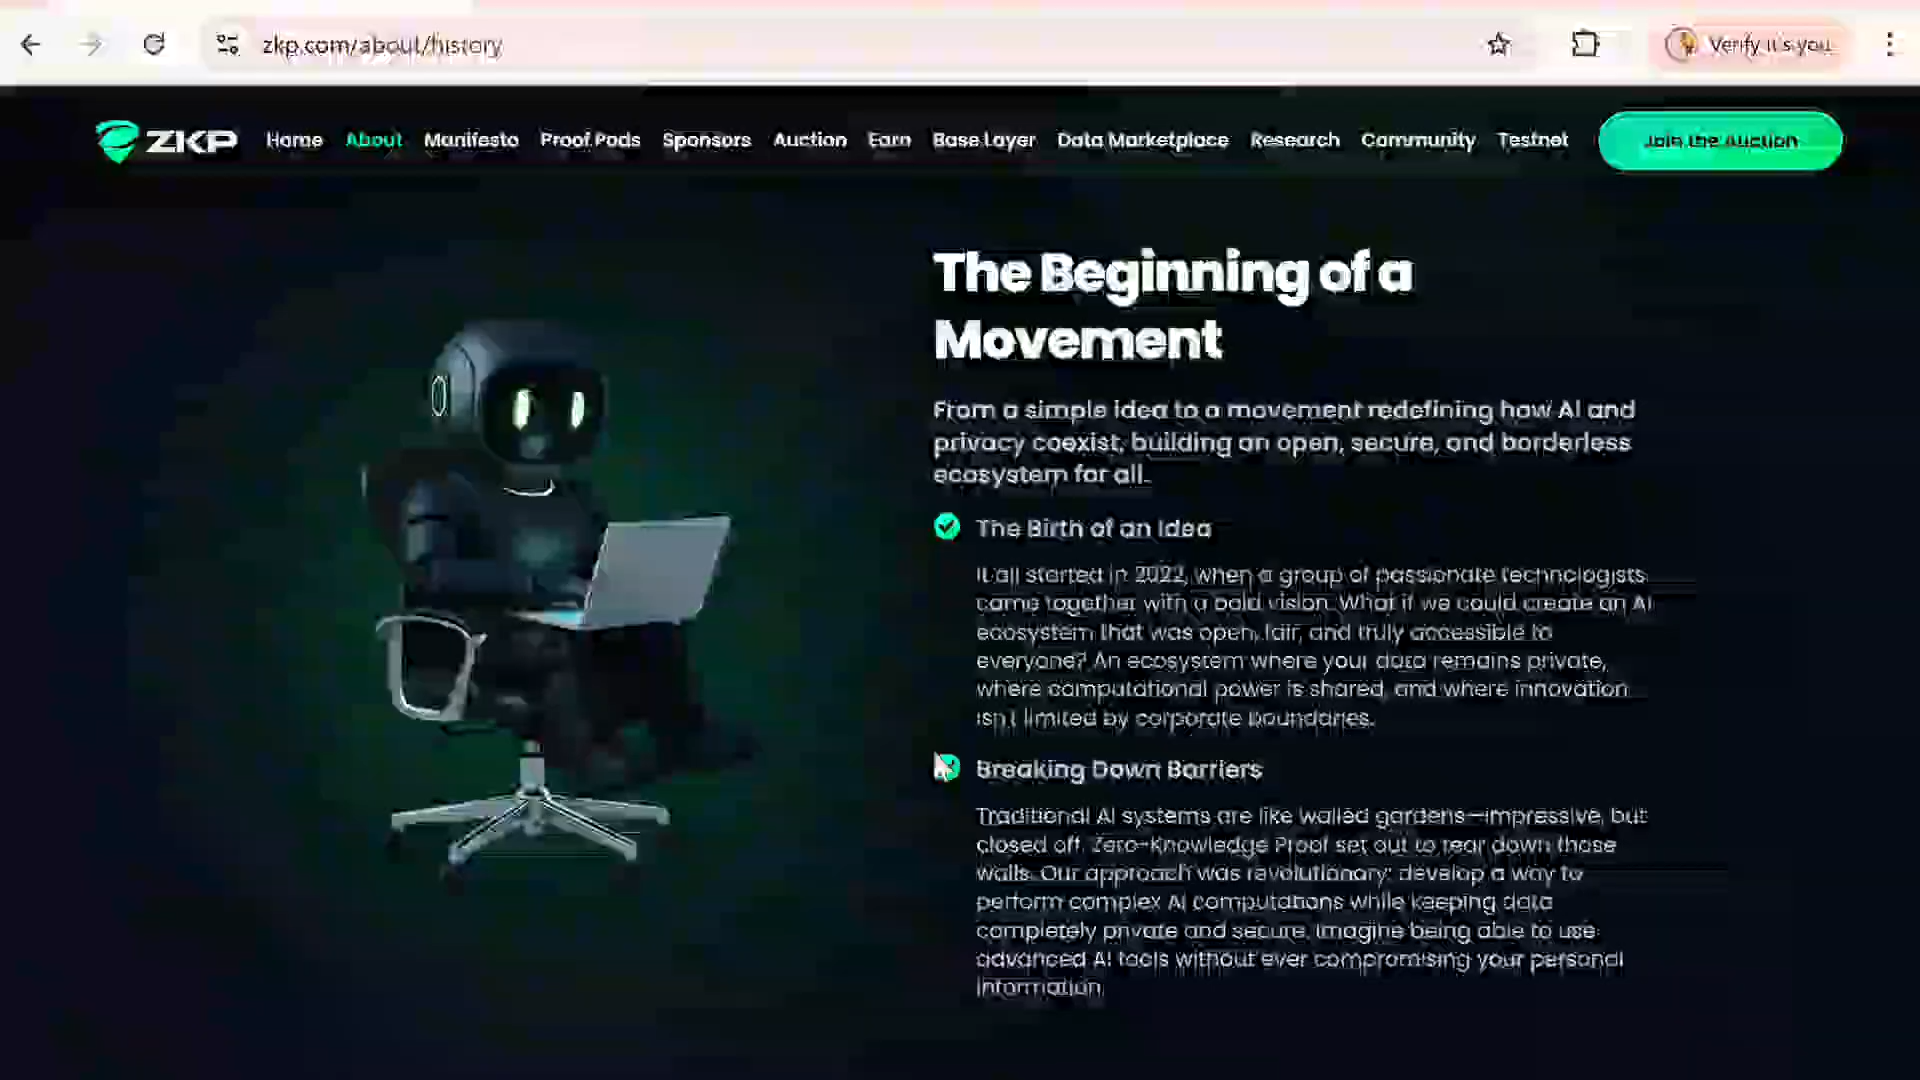 zkp.com/about/history
Verify it's you
ZKP Home About Manifesto Proof Pods Sponsors Auction Earn Base Layer Data Marketplace Research Community Testnet Join the Auction
The Beginning of a
Movement
From a simple idea to a movement redefining how AI and
privacy coexist, building an open, secure, and borderless
ecosystem for all.
The Birth of an Idea
It all started in 2022, when a group of passionate technologists
came together with a bold vision. What if we could create an AI
ecosystem that was open, fair, and truly accessible to
everyone? An ecosystem where your data remains private,
where computational power is shared, and where innovation
isn't limited by corporate boundaries.
Breaking Down Barriers
Traditional AI systems are like walled gardens—impressive, but
closed off. Zero-Knowledge Proof set out to tear down those
walls. Our approach was revolutionary: develop a way to
perform complex AI computations while keeping data
completely private and secure. Imagine being able to use
advanced AI tools without ever compromising your personal
information.